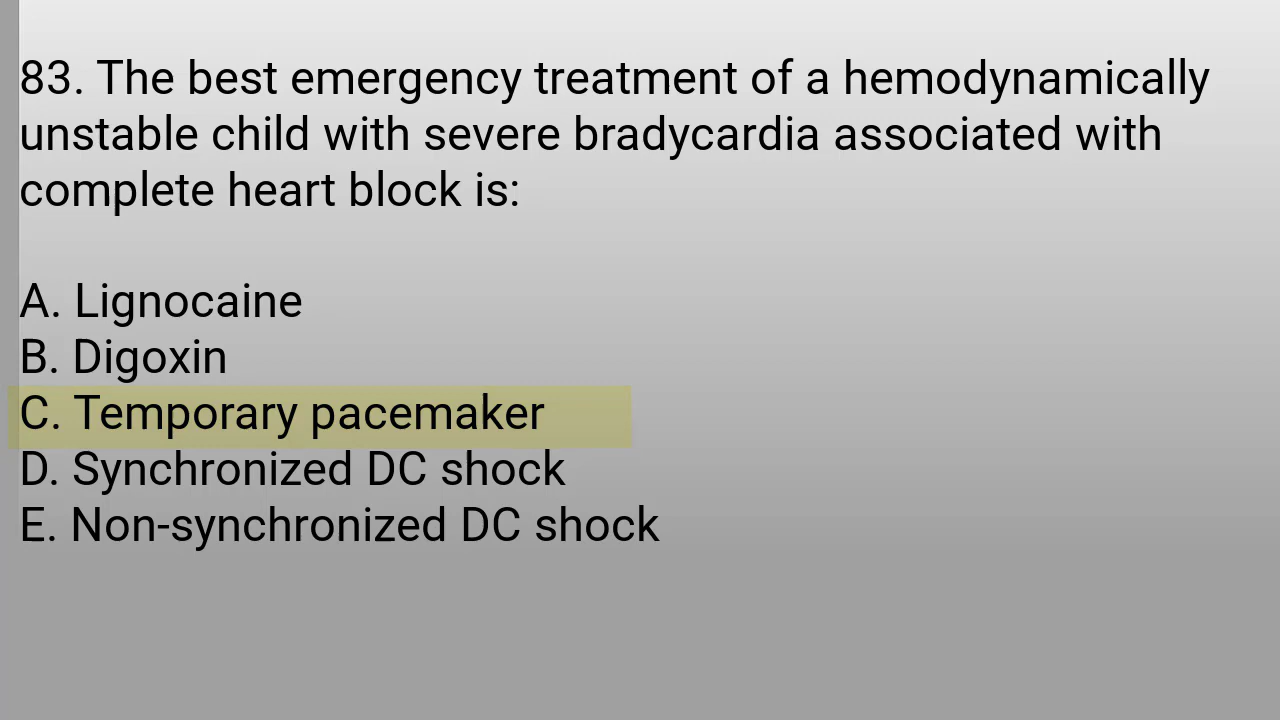 83. The best emergency treatment of a hemodynamically
unstable child with severe bradycardia associated with
complete heart block is:
A. Lignocaine
B. Digoxin
C. Temporary pacemaker
D. Synchronized DC shock
E. Non-synchronized DC shock